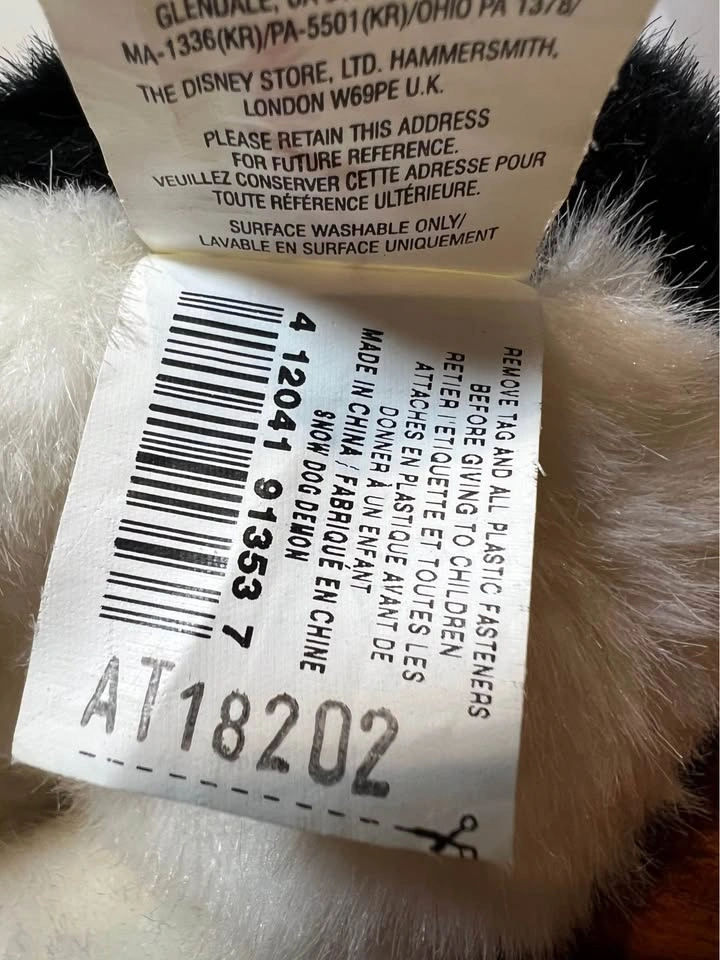 GLENDALE,
MA-1336(KR)/PA-5501(KR)/OHIO PA 1378/
THE DISNEY STORE, LTD. HAMMERSMITH,
LONDON W69PE U.K.
PLEASE RETAIN THIS ADDRESS
FOR FUTURE REFERENCE.
VEUILLEZ CONSERVER CETTE ADRESSE POUR
TOUTE RÉFÉRENCE ULTÉRIEURE.
SURFACE WASHABLE ONLY/
LAVABLE EN SURFACE UNIQUEMENT
REMOVE TAG AND ALL PLASTIC FASTENERS
BEFORE GIVING TO CHILDREN
RETIER L'ETIQUETTE ET TOUTES LES
ATTACHES EN PLASTIQUE AVANT DE
DONNER À UN ENFANT
MADE IN CHINA / FABRIQUÉ EN CHINE
SNOW DOG DEMON
4 12041 91353 7
AT18202